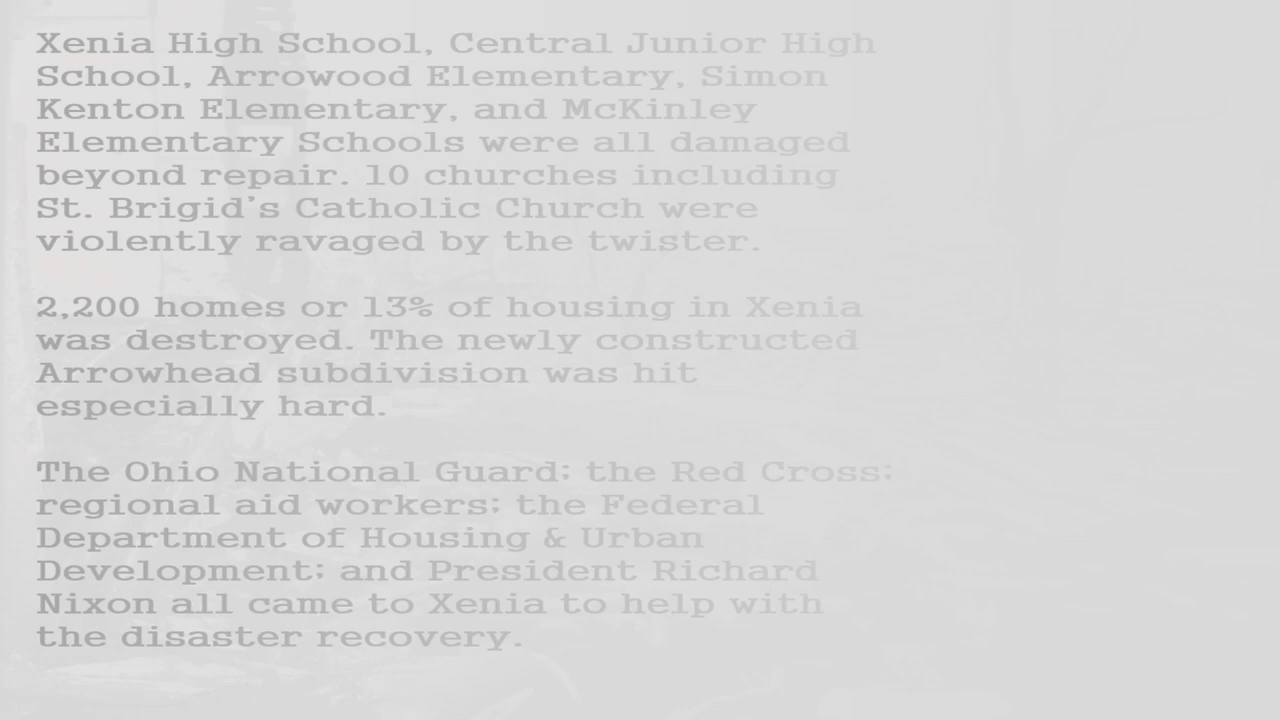 Xenia High School, Central Junior High
School, Arrowood Elementary, Simon
Kenton Elementary, and McKinley
Elementary Schools were all damaged
beyond repair. 10 churches including
St. Brigid's Catholic Church were
violently ravaged by the twister.
2,200 homes or 13% of housing in Xenia
was destroyed. The newly constructed
Arrowhead subdivision was hit
especially hard.
The Ohio National Guard; the Red Cross;
regional aid workers; the Federal
Department of Housing & Urban
Development; and President Richard
Nixon all came to Xenia to help with
the disaster recovery.